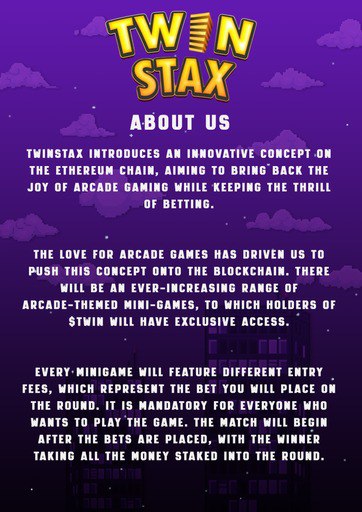 TWIN
STAX
ABOUT US
TWINSTAX INTRODUCES AN INNOVATIVE CONCEPT ON
THE ETHEREUM CHAIN, AIMING TO BRING BACK THE
JOY OF ARCADE GAMING WHILE KEEPING THE THRILL
OF BETTING.
THE LOVE FOR ARCADE GAMES HAS DRIVEN US TO
PUSH THIS CONCEPT ONTO THE BLOCKCHAIN. THERE
WILL BE AN EVER-INCREASING RANGE OF
ARCADE-THEMED MINI-GAMES, TO WHICH HOLDERS OF
$TWIN WILL HAVE EXCLUSIVE ACCESS.
EVERY MINIGAME WILL FEATURE DIFFERENT ENTRY
FEES, WHICH REPRESENT THE BET YOU WILL PLACE ON
THE ROUND. IT IS MANDATORY FOR EVERYONE WHO
WANTS TO PLAY THE GAME. THE MATCH WILL BEGIN
AFTER THE BETS ARE PLACED, WITH THE WINNER
TAKING ALL THE MONEY STAKED INTO THE ROUND.